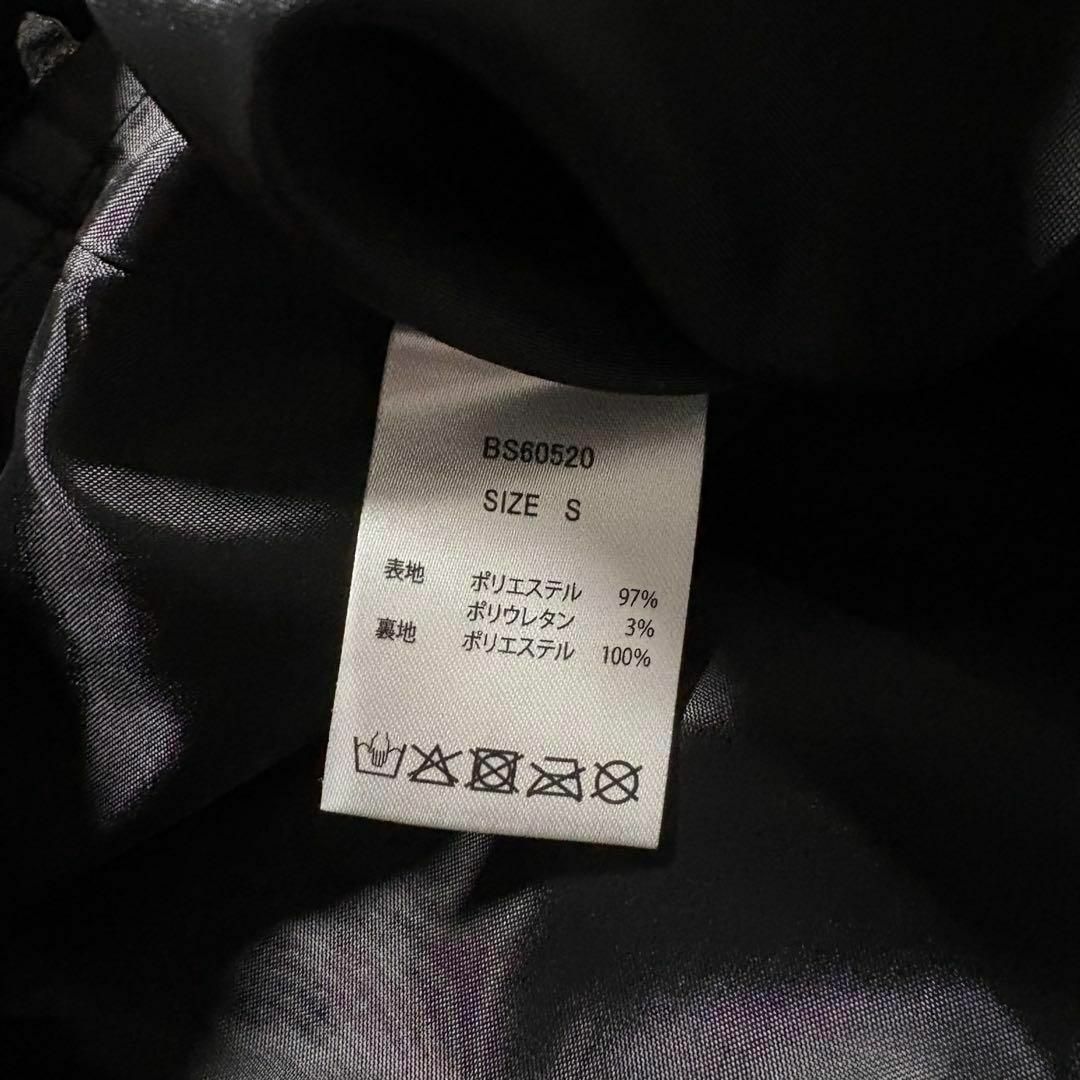 BS60520
SIZE S
表地 ポリエステル 97%
ポリウレタン 3%
裏地 ポリエステル 100%